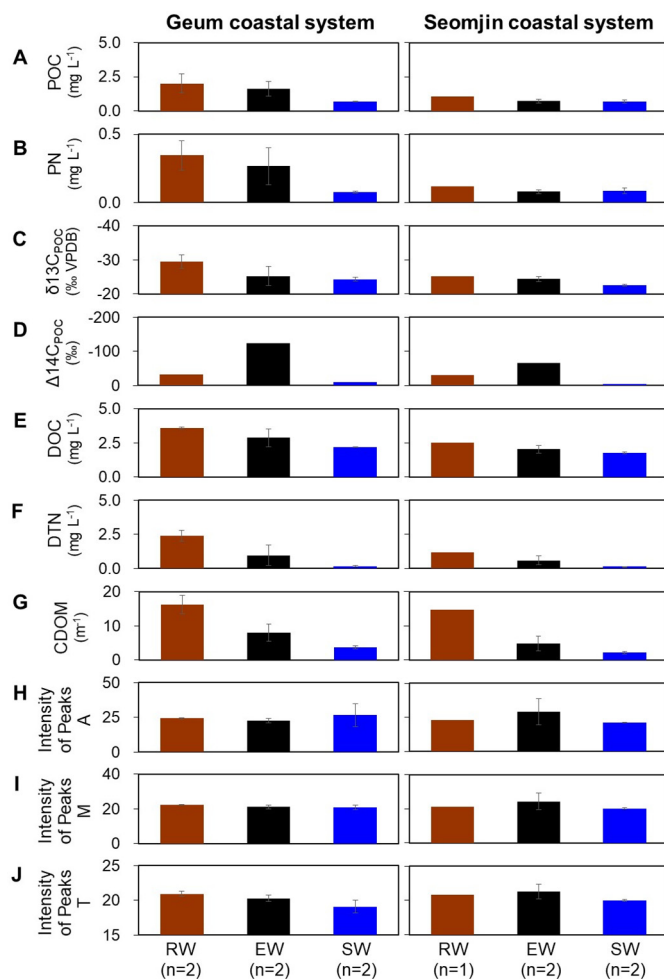 Geum coastal system Seomjin coastal system
A
POC
(mg L-1)
5.0
2.5
0.0
B
PN
(mg L-1)
0.5
0.0
C
δ13CPOC
(‰ VPDB)
-30
-20
D
Δ14CPOC
(‰)
-200
-100
0
E
DOC
(mg L-1)
5.0
2.5
0.0
F
DTN
(mg L-1)
5.0
2.5
0.0
G
CDOM
(m-1)
20
10
0
H
Intensity
of Peaks
A
50
25
0
I
Intensity
of Peaks
M
40
20
0
J
Intensity
of Peaks
T
25
20
15
RW EW SW RW EW SW
(n=2) (n=2) (n=2) (n=1) (n=2) (n=2)